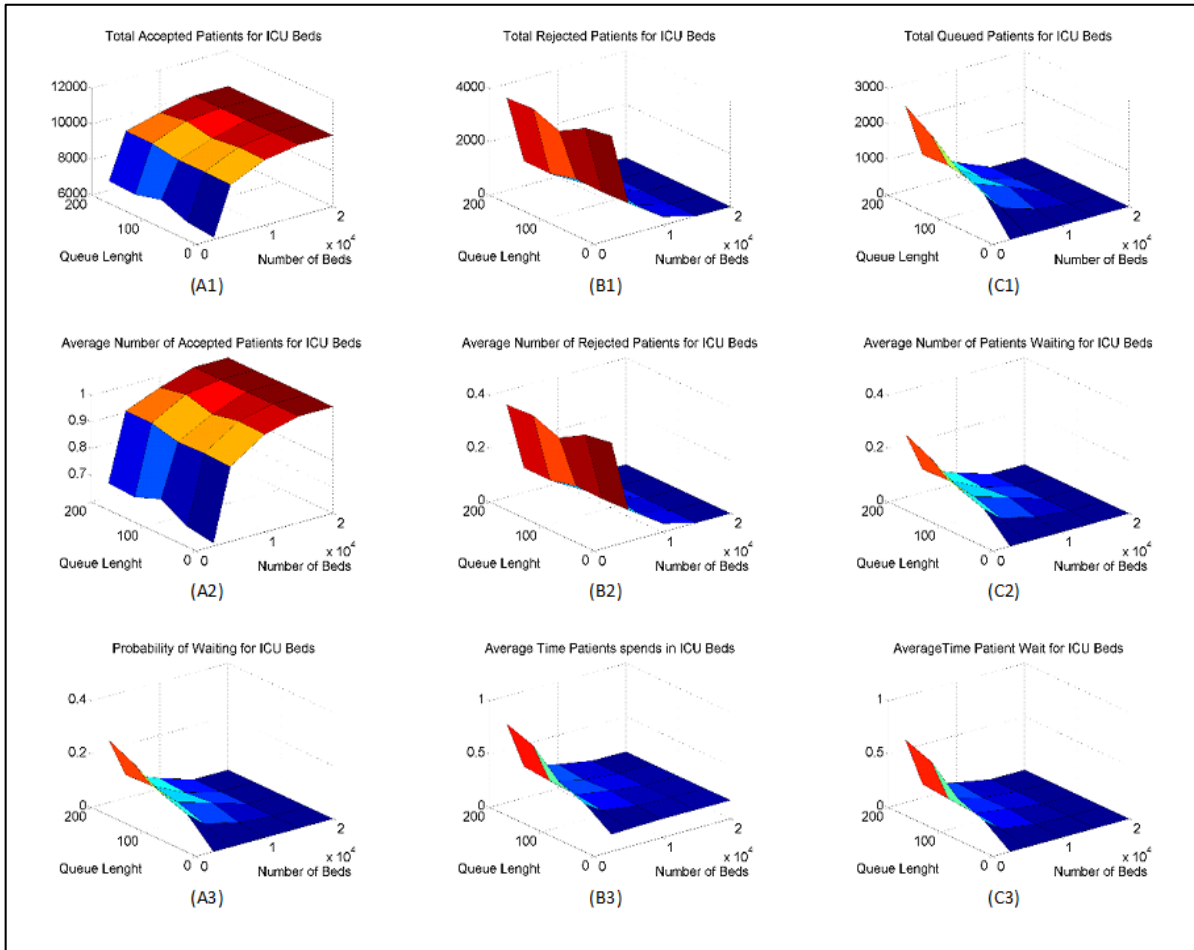 Total Accepted Patients for ICU Beds
12000
10000
8000
6000
200
100
0 0
1
2
x 10^4
Queue Lenght
Number of Beds
(A1)
Total Rejected Patients for ICU Beds
4000
2000
0
200
100
0 0
1
2
x 10^4
Queue Lenght
Number of Beds
(B1)
Total Queued Patients for ICU Beds
3000
2000
1000
0
200
100
0 0
1
2
x 10^4
Queue Lenght
Number of Beds
(C1)
Average Number of Accepted Patients for ICU Beds
1
0.9
0.8
0.7
200
100
0 0
1
2
x 10^4
Queue Lenght
Number of Beds
(A2)
Average Number of Rejected Patients for ICU Beds
0.4
0.2
0
200
100
0 0
1
2
x 10^4
Queue Lenght
Number of Beds
(B2)
Average Number of Patients Waiting for ICU Beds
0.4
0.2
0
200
100
0 0
1
2
x 10^4
Queue Lenght
Number of Beds
(C2)
Probability of Waiting for ICU Beds
0.4
0.2
0
200
100
0 0
1
2
x 10^4
Queue Lenght
Number of Beds
(A3)
Average Time Patients spends in ICU Beds
1
0.5
0
200
100
0 0
1
2
x 10^4
Queue Lenght
Number of Beds
(B3)
AverageTime Patient Wait for ICU Beds
1
0.5
0
200
100
0 0
1
2
x 10^4
Queue Lenght
Number of Beds
(C3)